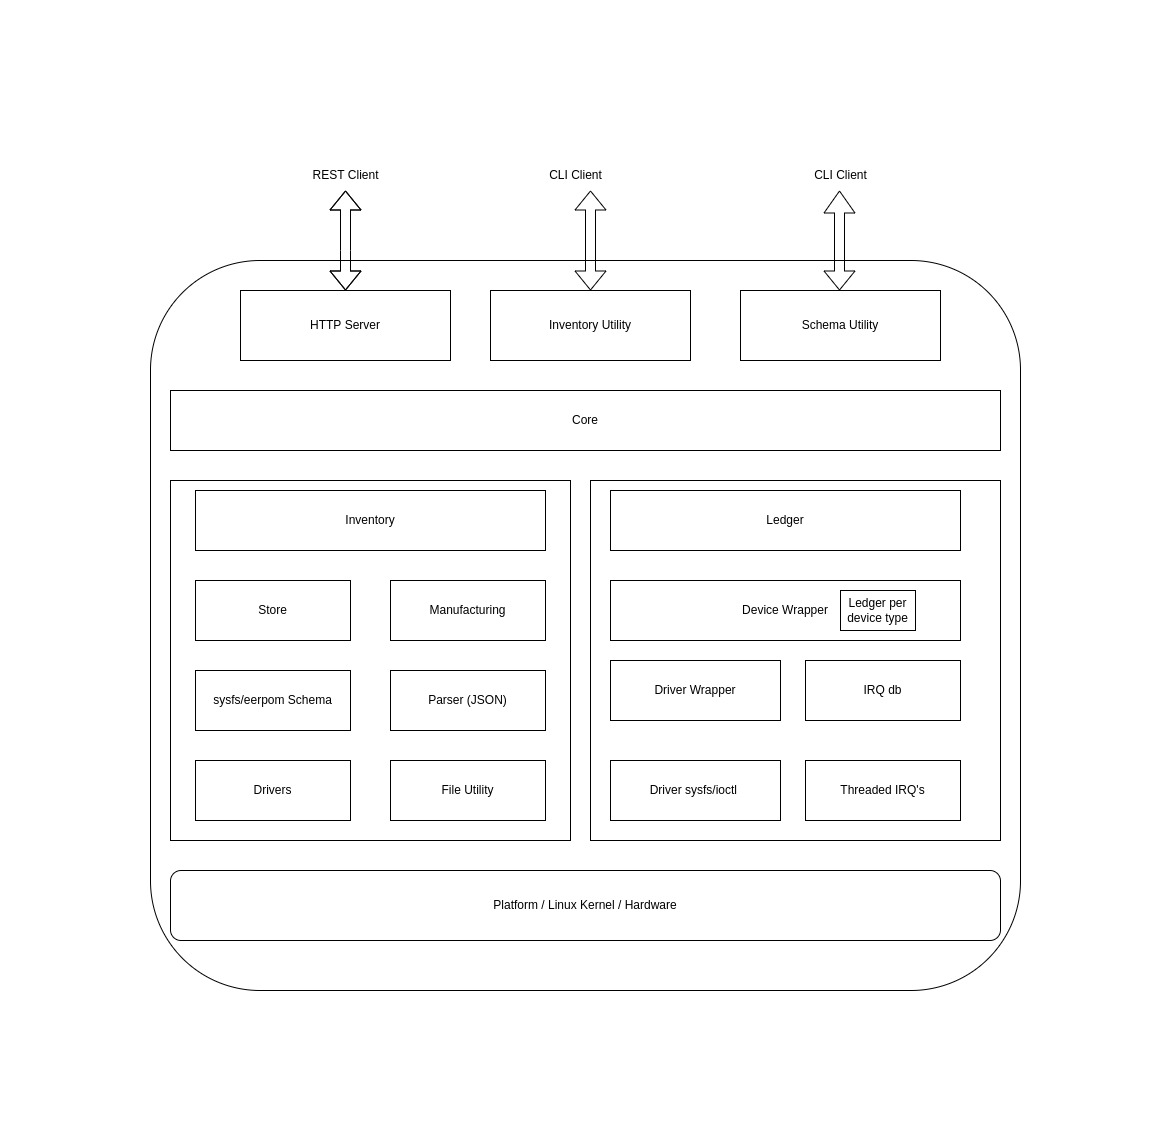 REST Client
CLI Client
CLI Client
HTTP Server
Inventory Utility
Schema Utility
Core
Inventory
Ledger
Store
Manufacturing
Device Wrapper
Ledger per
device type
sysfs/eerpom Schema
Parser (JSON)
Driver Wrapper
IRQ db
Drivers
File Utility
Driver sysfs/ioctl
Threaded IRQ's
Platform / Linux Kernel / Hardware